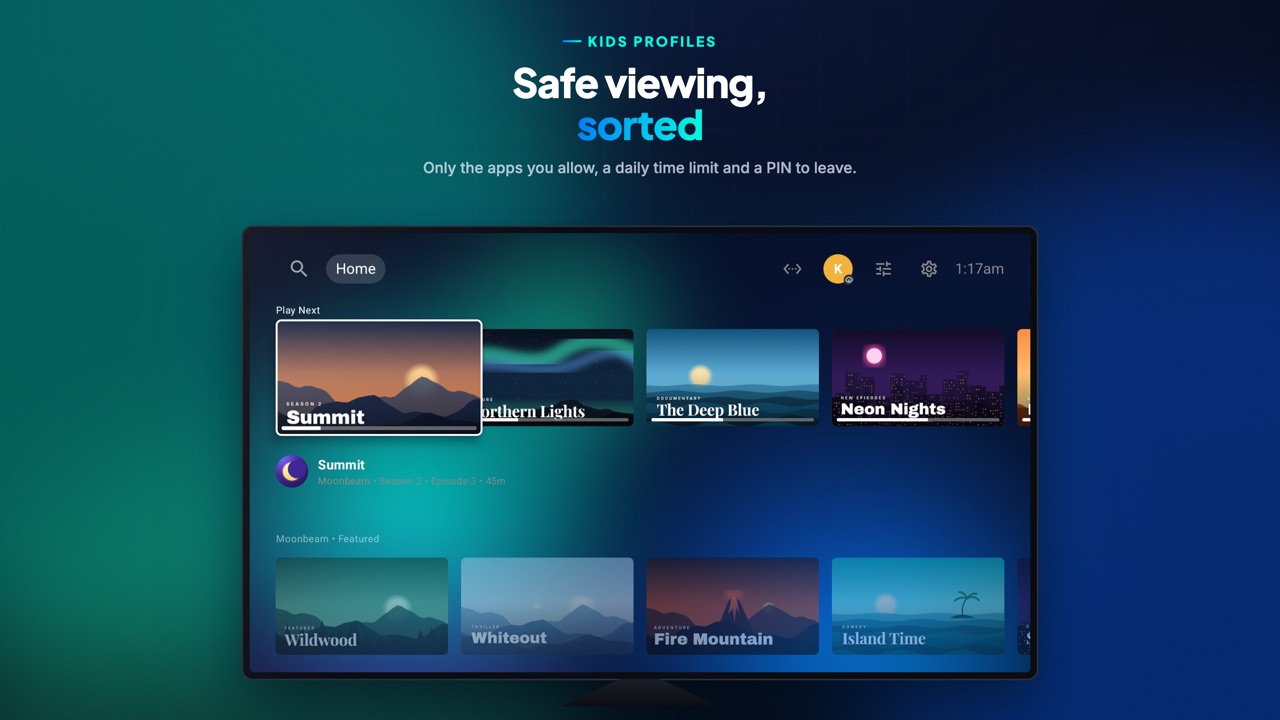 KIDS PROFILES
Safe viewing,
sorted
Only the apps you allow, a daily time limit and a PIN to leave.
Home
K
1:17am
Play Next
SEASON 2
Summit
orthern Lights
DOCUMENTARY
The Deep Blue
NEW EPISODES
Neon Nights
Summit
Moonbeam • Season 2 • Episode 3 • 45m
Moonbeam • Featured
FEATURED
Wildwood
THRILLER
Whiteout
ADVENTURE
Fire Mountain
COMEDY
Island Time